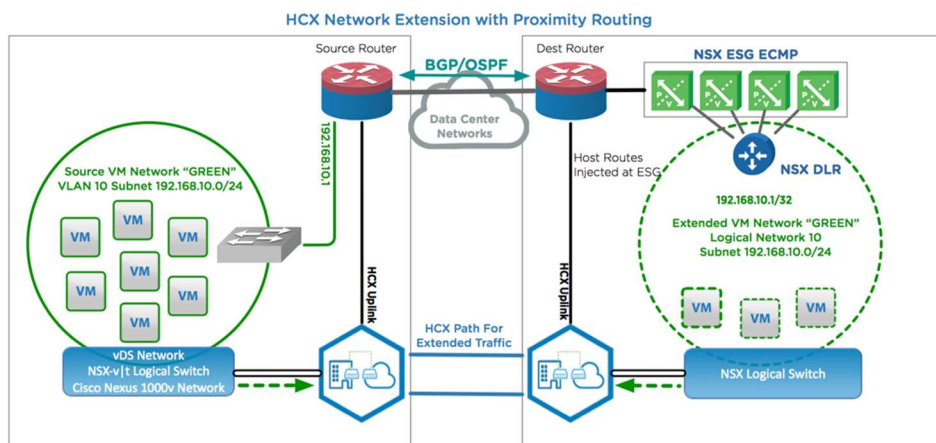 HCX Network Extension with Proximity Routing
Source Router
BGP/OSPF
Dest Router
NSX ESG ECMP
P V
P V
P V
P V
Data Center
Networks
192.168.10.1
Host Routes
Injected at ESG
NSX DLR
Source VM Network “GREEN”
VLAN 10 Subnet 192.168.10.0/24
VM
VM
VM
VM
VM
VM
VM
192.168.10.1/32
Extended VM Network “GREEN”
Logical Network 10
Subnet 192.168.10.0/24
VM
VM
VM
HCX Uplink
HCX Uplink
HCX Path For
Extended Traffic
vDS Network
NSX-v|t Logical Switch
Cisco Nexus 1000v Network
NSX Logical Switch